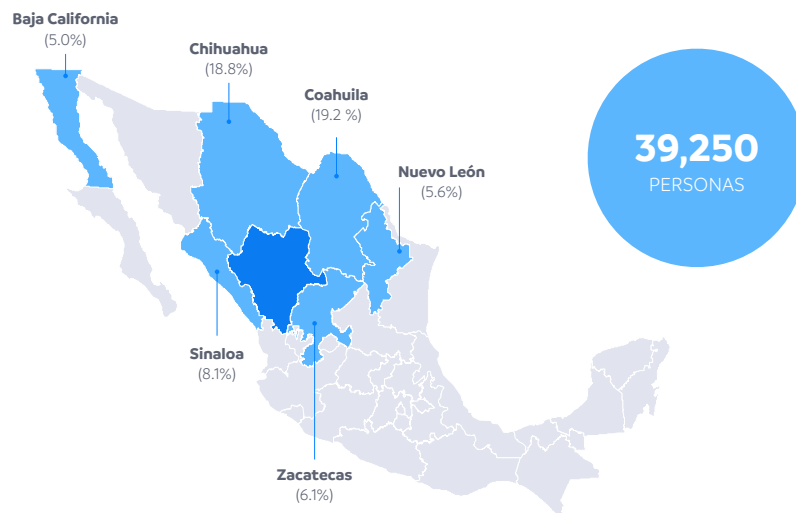 Baja California
(5.0%)
Chihuahua
(18.8%)
Coahuila
(19.2 %)
Nuevo León
(5.6%)
39,250
PERSONAS
Sinaloa
(8.1%)
Zacatecas
(6.1%)